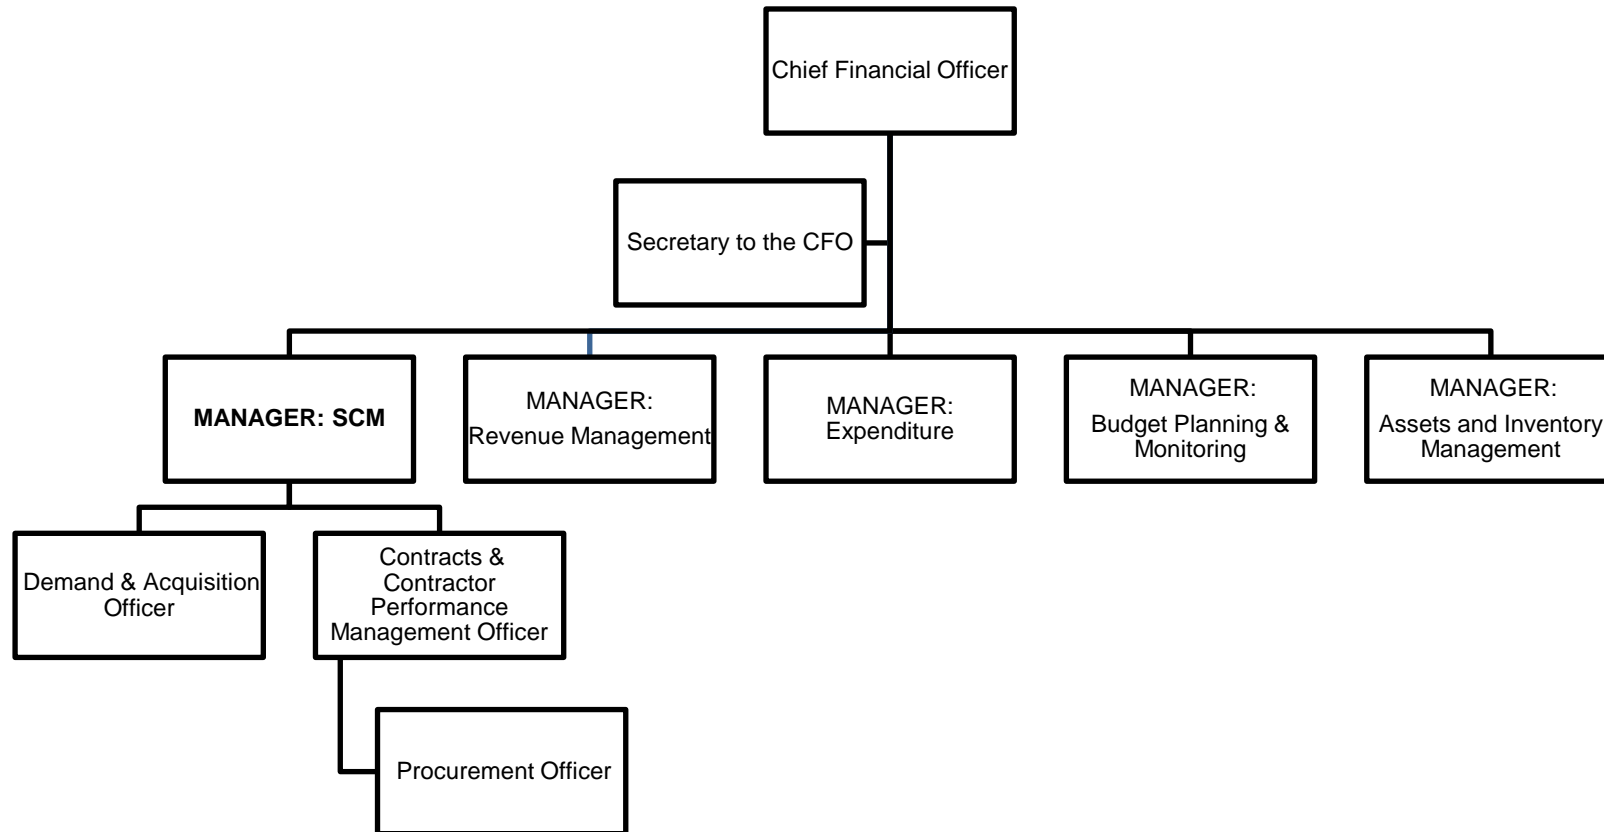 Chief Financial Officer
Secretary to the CFO
MANAGER: SCM
MANAGER:
Revenue Management
MANAGER:
Expenditure
MANAGER:
Budget Planning &
Monitoring
MANAGER:
Assets and Inventory
Management
Demand & Acquisition
Officer
Contracts &
Contractor
Performance
Management Officer
Procurement Officer